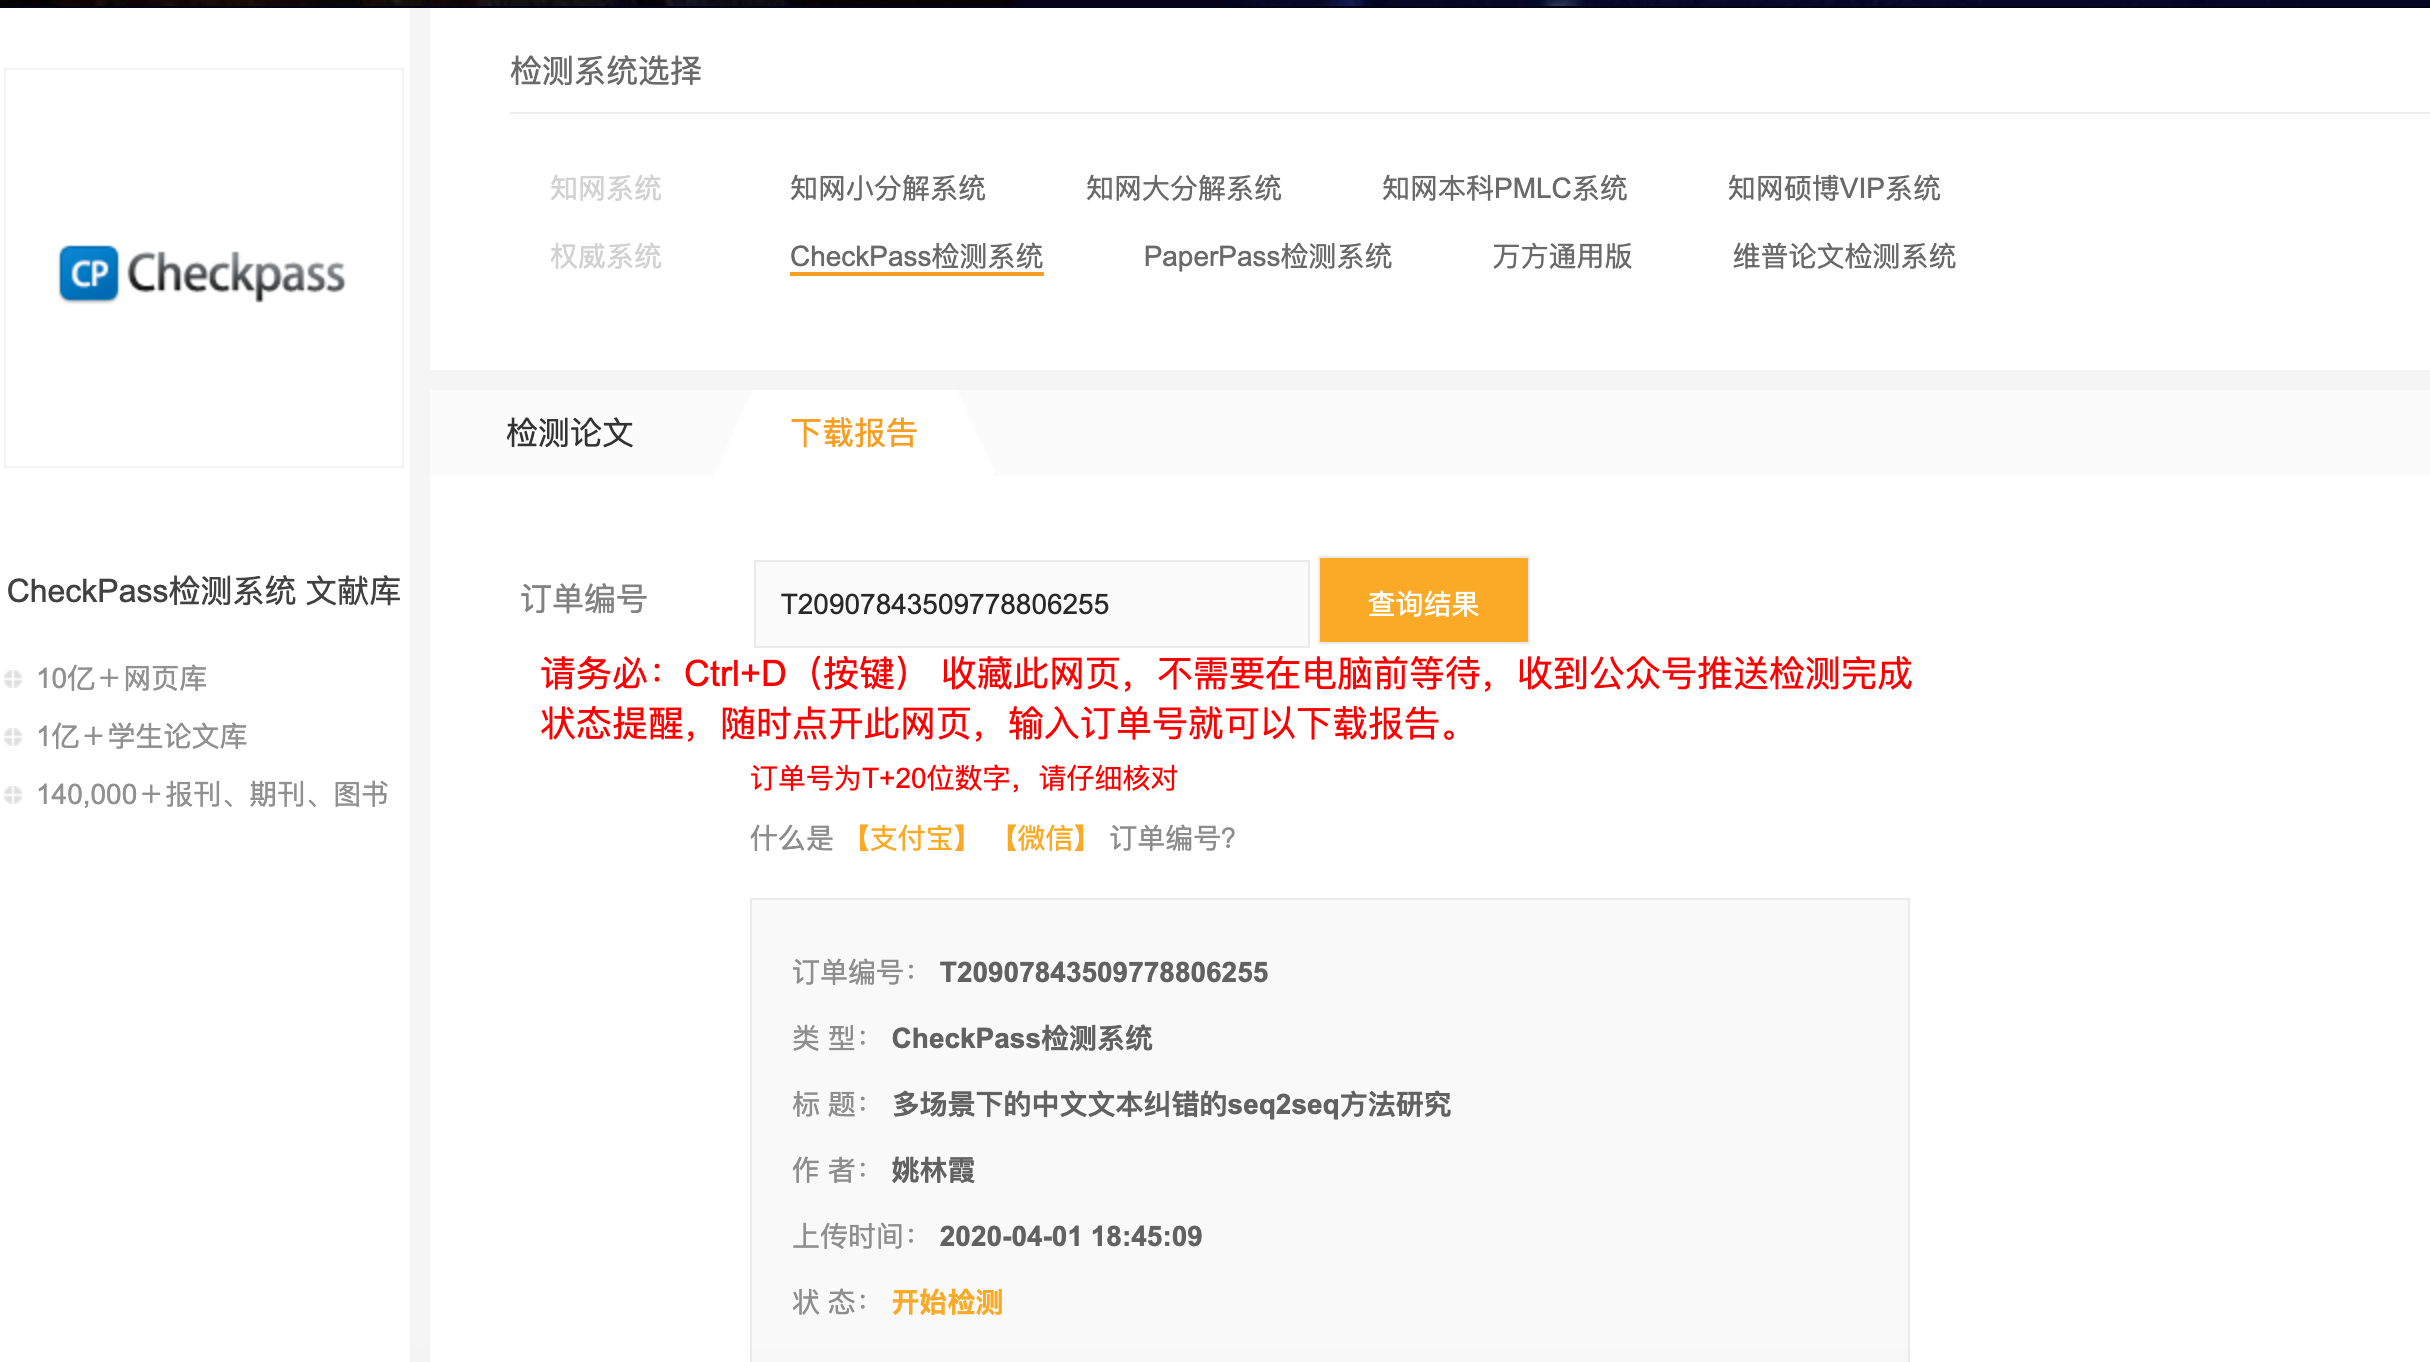 检测系统选择
知网系统 知网小分解系统 知网大分解系统 知网本科PMLC系统 知网硕博VIP系统
权威系统 CheckPass检测系统 PaperPass检测系统 万方通用版 维普论文检测系统
CP Checkpass
CheckPass检测系统 文献库
10亿＋网页库
1亿＋学生论文库
140,000＋报刊、期刊、图书
检测论文 下载报告
订单编号 T20907843509778806255 查询结果
请务必：Ctrl+D（按键） 收藏此网页，不需要在电脑前等待，收到公众号推送检测完成
状态提醒，随时点开此网页，输入订单号就可以下载报告。
订单号为T+20位数字，请仔细核对
什么是 【支付宝】 【微信】 订单编号?
订单编号： T20907843509778806255
类 型： CheckPass检测系统
标 题： 多场景下的中文文本纠错的seq2seq方法研究
作 者： 姚林霞
上传时间： 2020-04-01 18:45:09
状 态： 开始检测